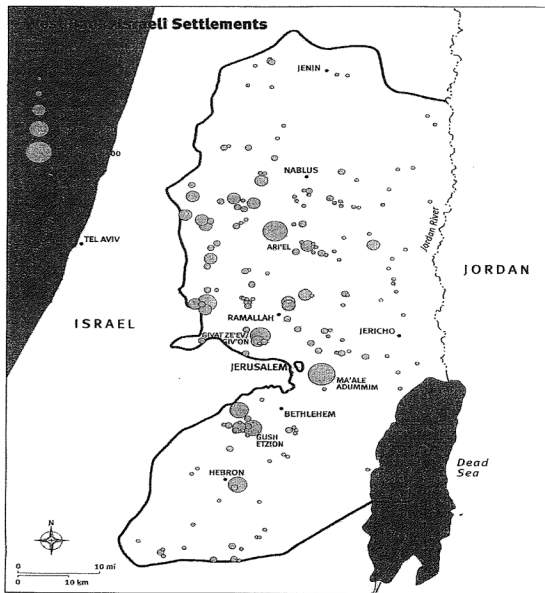 Israeli Settlements
JENIN
NABLUS
TEL AVIV
ARI'EL
Jordan River
JORDAN
ISRAEL
RAMALLAH
JERICHO
GIVAT ZE'EV/
GIV'ON
JERUSALEM
MA'ALE
ADUMMIM
BETHLEHEM
GUSH
ETZION
HEBRON
Dead
Sea
N
0 10 mi
0 10 km